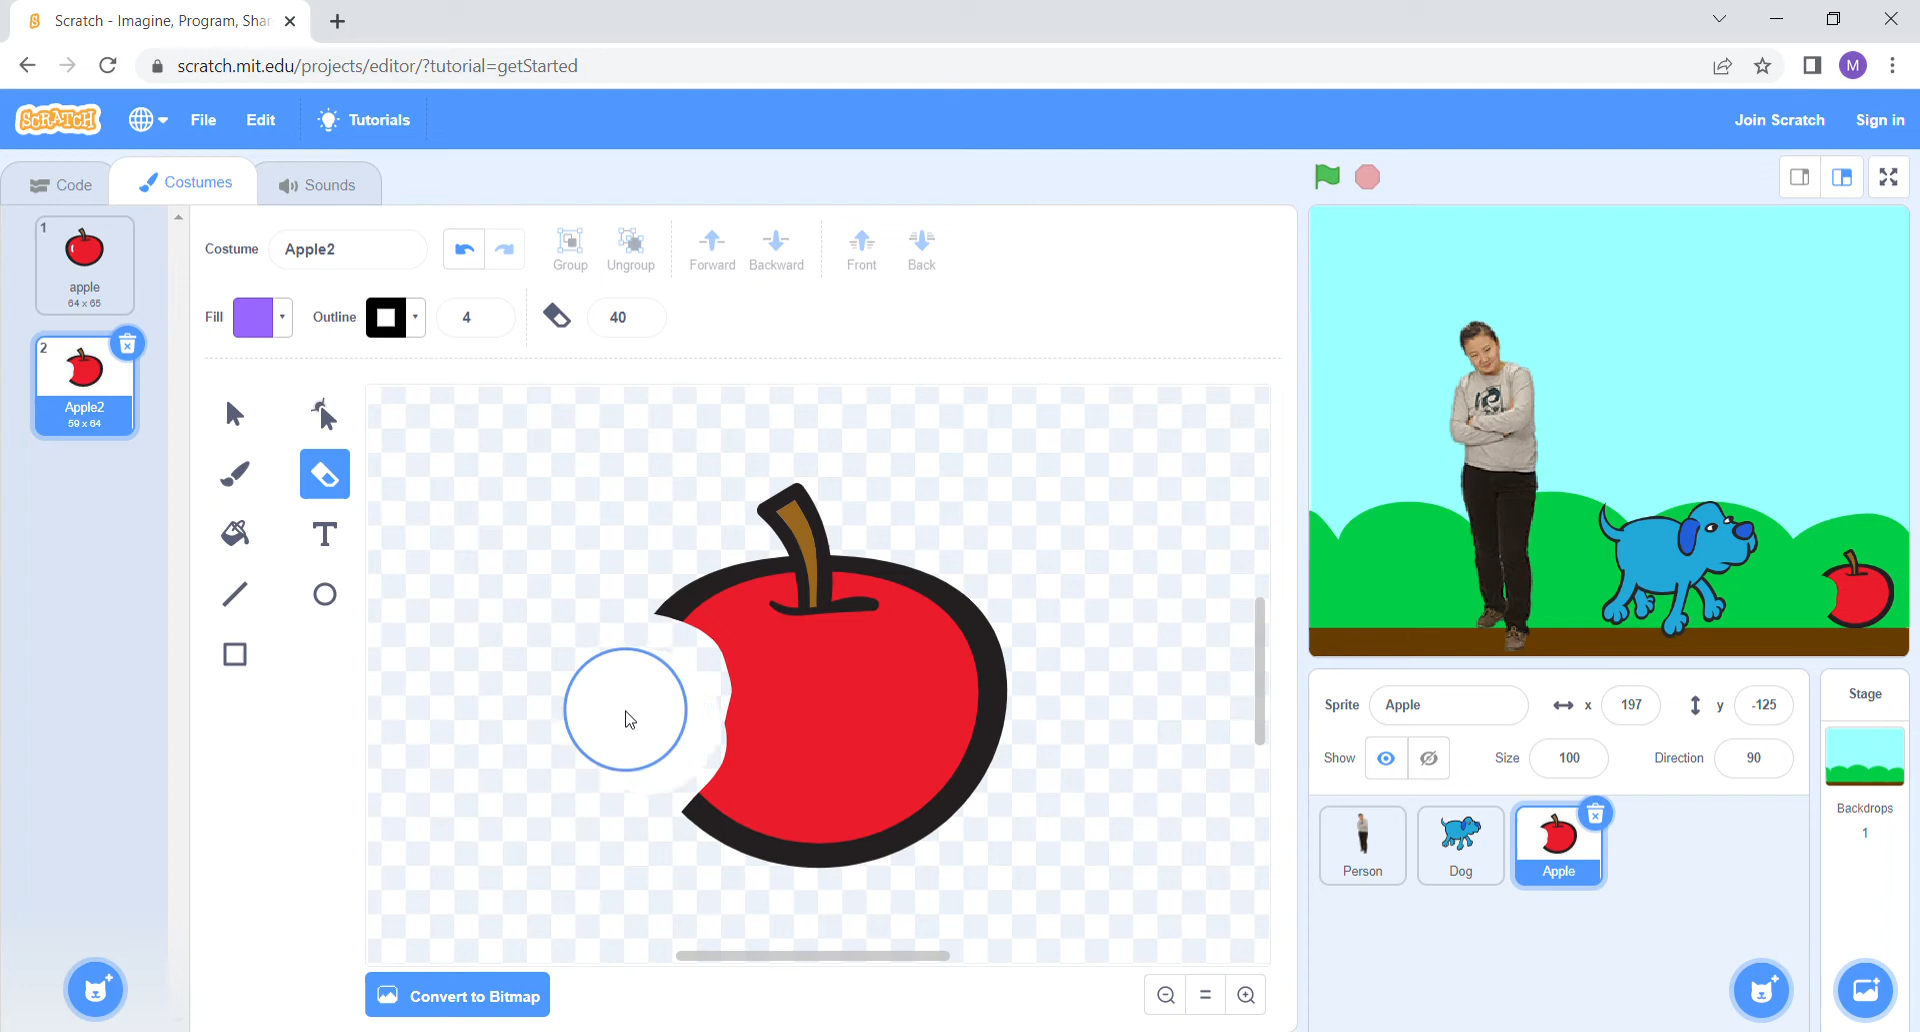 Scratch - Imagine, Program, Shar
scratch.mit.edu/projects/editor/?tutorial=getStarted
M
SCRATCH
File
Edit
Tutorials
Join Scratch
Sign in
Code
Costumes
Sounds
1
apple
64 x 65
2
Apple2
59 x 64
Costume
Apple2
Group
Ungroup
Forward
Backward
Front
Back
Fill
Outline
4
40
T
Convert to Bitmap
Sprite
Apple
x
197
y
-125
Show
Size
100
Direction
90
Person
Dog
Apple
Stage
Backdrops
1